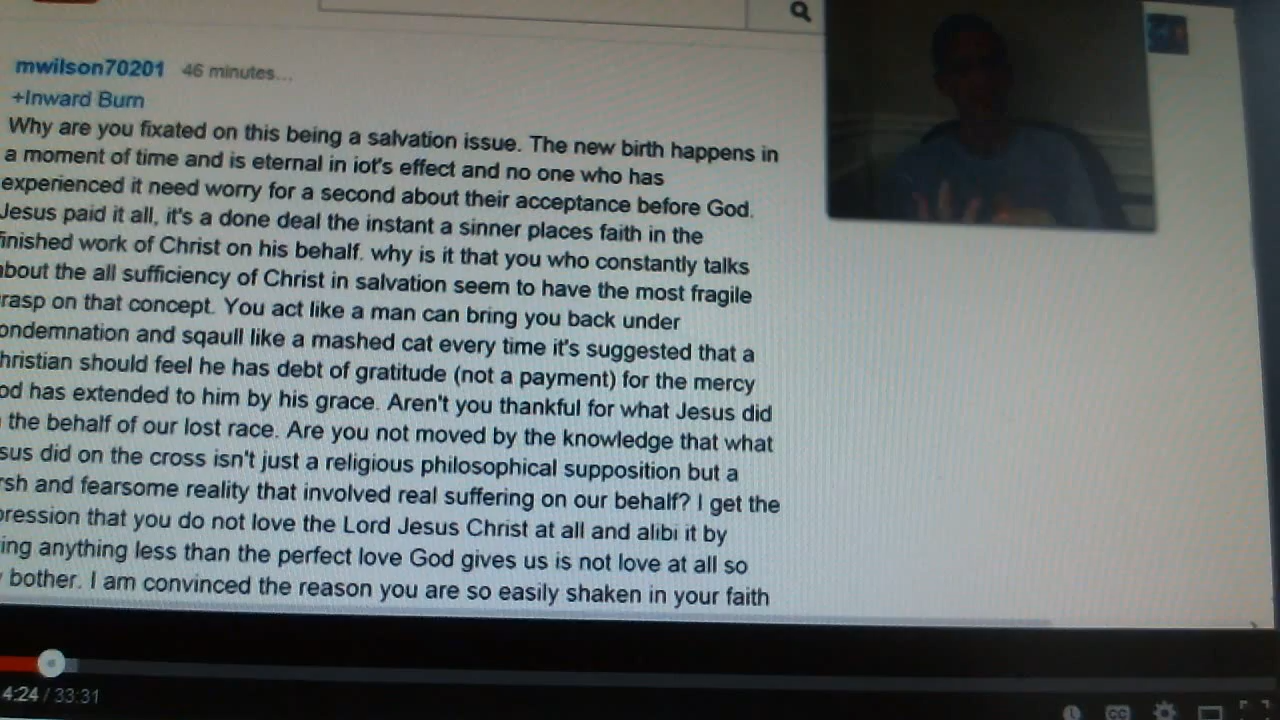 mwilson70201 46 minutes...
+Inward Burn
Why are you fixated on this being a salvation issue. The new birth happens in
a moment of time and is eternal in iot's effect and no one who has
experienced it need worry for a second about their acceptance before God.
Jesus paid it all, it's a done deal the instant a sinner places faith in the
finished work of Christ on his behalf. why is it that you who constantly talks
about the all sufficiency of Christ in salvation seem to have the most fragile
rasp on that concept. You act like a man can bring you back under
ondemnation and sqaull like a mashed cat every time it's suggested that a
hristian should feel he has debt of gratitude (not a payment) for the mercy
od has extended to him by his grace. Aren't you thankful for what Jesus did
the behalf of our lost race. Are you not moved by the knowledge that what
sus did on the cross isn't just a religious philosophical supposition but a
rsh and fearsome reality that involved real suffering on our behalf? I get the
pression that you do not love the Lord Jesus Christ at all and alibi it by
ing anything less than the perfect love God gives us is not love at all so
bother. I am convinced the reason you are so easily shaken in your faith
4:24 / 33:31
CC